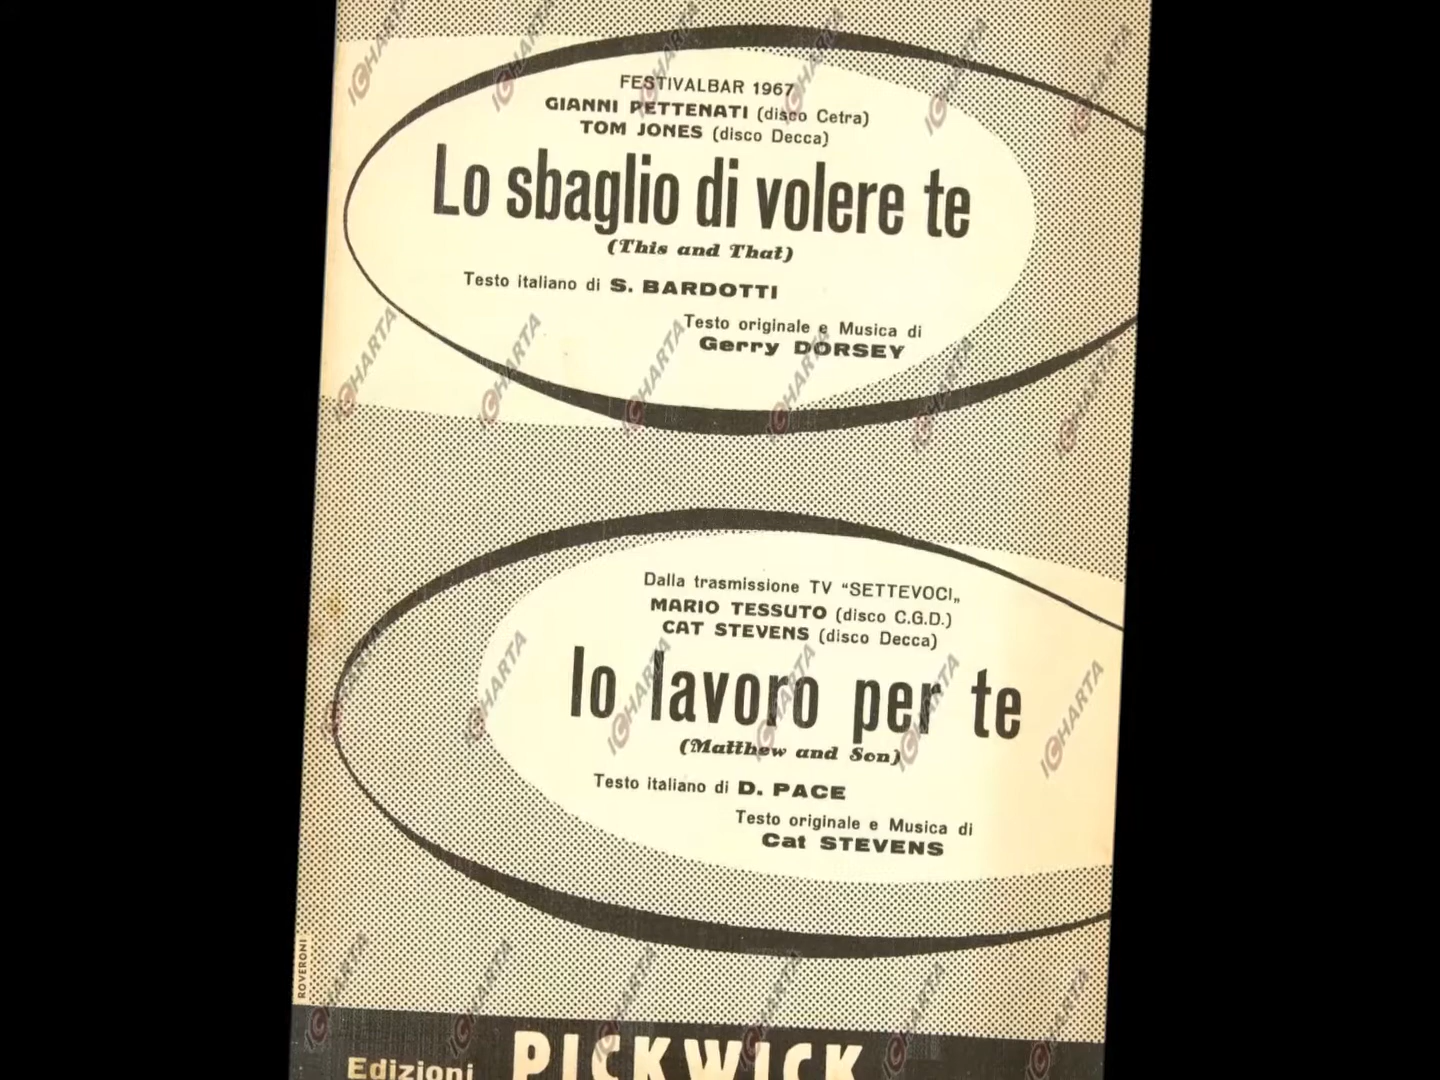 FESTIVALBAR 1967
GIANNI PETTENATI (disco Cetra)
TOM JONES (disco Decca)
Lo sbaglio di volere te
(This and That)
Testo italiano di S. BARDOTTI
Testo originale e Musica di
Gerry DORSEY
Dalla trasmissione TV “SETTEVOCI„
MARIO TESSUTO (disco C.G.D.)
CAT STEVENS (disco Decca)
Io lavoro per te
(Matthew and Son)
Testo italiano di D. PACE
Testo originale e Musica di
Cat STEVENS
ROVERONI
Edizioni PICKWICK
ICHARTA